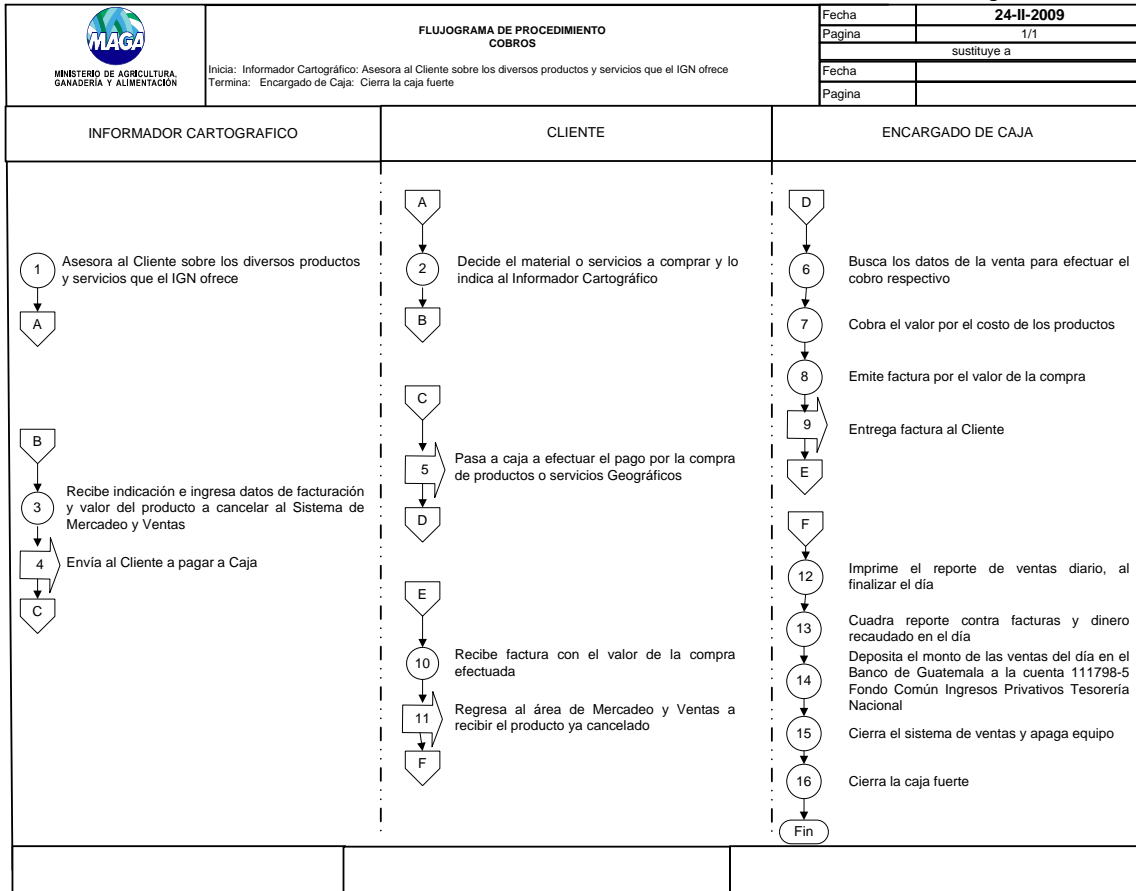 MAGA
MINISTERIO DE AGRICULTURA,
GANADERÍA Y ALIMENTACIÓN
FLUJOGRAMA DE PROCEDIMIENTO
COBROS
Inicia: Informador Cartográfico: Asesora al Cliente sobre los diversos productos y servicios que el IGN ofrece
Termina: Encargado de Caja: Cierra la caja fuerte
Fecha 24-II-2009
Pagina 1/1
sustituye a
Fecha
Pagina
INFORMADOR CARTOGRAFICO
1
Asesora al Cliente sobre los diversos productos
y servicios que el IGN ofrece
A
B
3
Recibe indicación e ingresa datos de facturación
y valor del producto a cancelar al Sistema de
Mercadeo y Ventas
4
Envía al Cliente a pagar a Caja
C
CLIENTE
A
2
Decide el material o servicios a comprar y lo
indica al Informador Cartográfico
B
C
5
Pasa a caja a efectuar el pago por la compra
de productos o servicios Geográficos
D
E
10
Recibe factura con el valor de la compra
efectuada
11
Regresa al área de Mercadeo y Ventas a
recibir el producto ya cancelado
F
ENCARGADO DE CAJA
D
6
Busca los datos de la venta para efectuar el
cobro respectivo
7
Cobra el valor por el costo de los productos
8
Emite factura por el valor de la compra
9
Entrega factura al Cliente
E
F
12
Imprime el reporte de ventas diario, al
finalizar el día
13
Cuadra reporte contra facturas y dinero
recaudado en el día
14
Deposita el monto de las ventas del día en el
Banco de Guatemala a la cuenta 111798-5
Fondo Común Ingresos Privativos Tesorería
Nacional
15
Cierra el sistema de ventas y apaga equipo
16
Cierra la caja fuerte
Fin